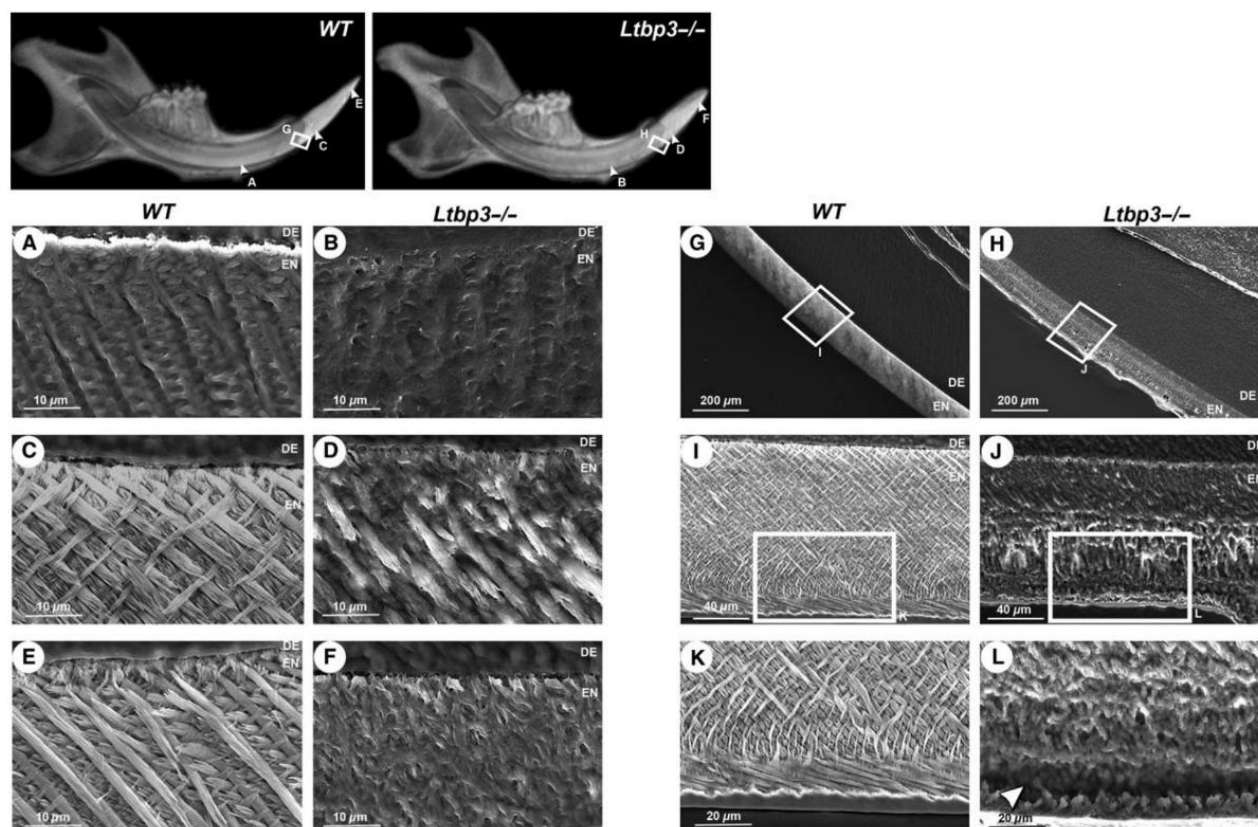 WT
Ltbp3–/–
E
G
C
A
F
H
D
B
WT
Ltbp3–/–
WT
Ltbp3–/–
A
DE
EN
10 µm
B
DE
EN
10 µm
G
I
DE
EN
200 µm
H
J
DE
EN
200 µm
C
DE
EN
10 µm
D
DE
EN
10 µm
I
DE
EN
40 µm
K
J
DE
EN
40 µm
L
E
DE
EN
10 µm
F
DE
EN
10 µm
K
20 µm
L
20 µm